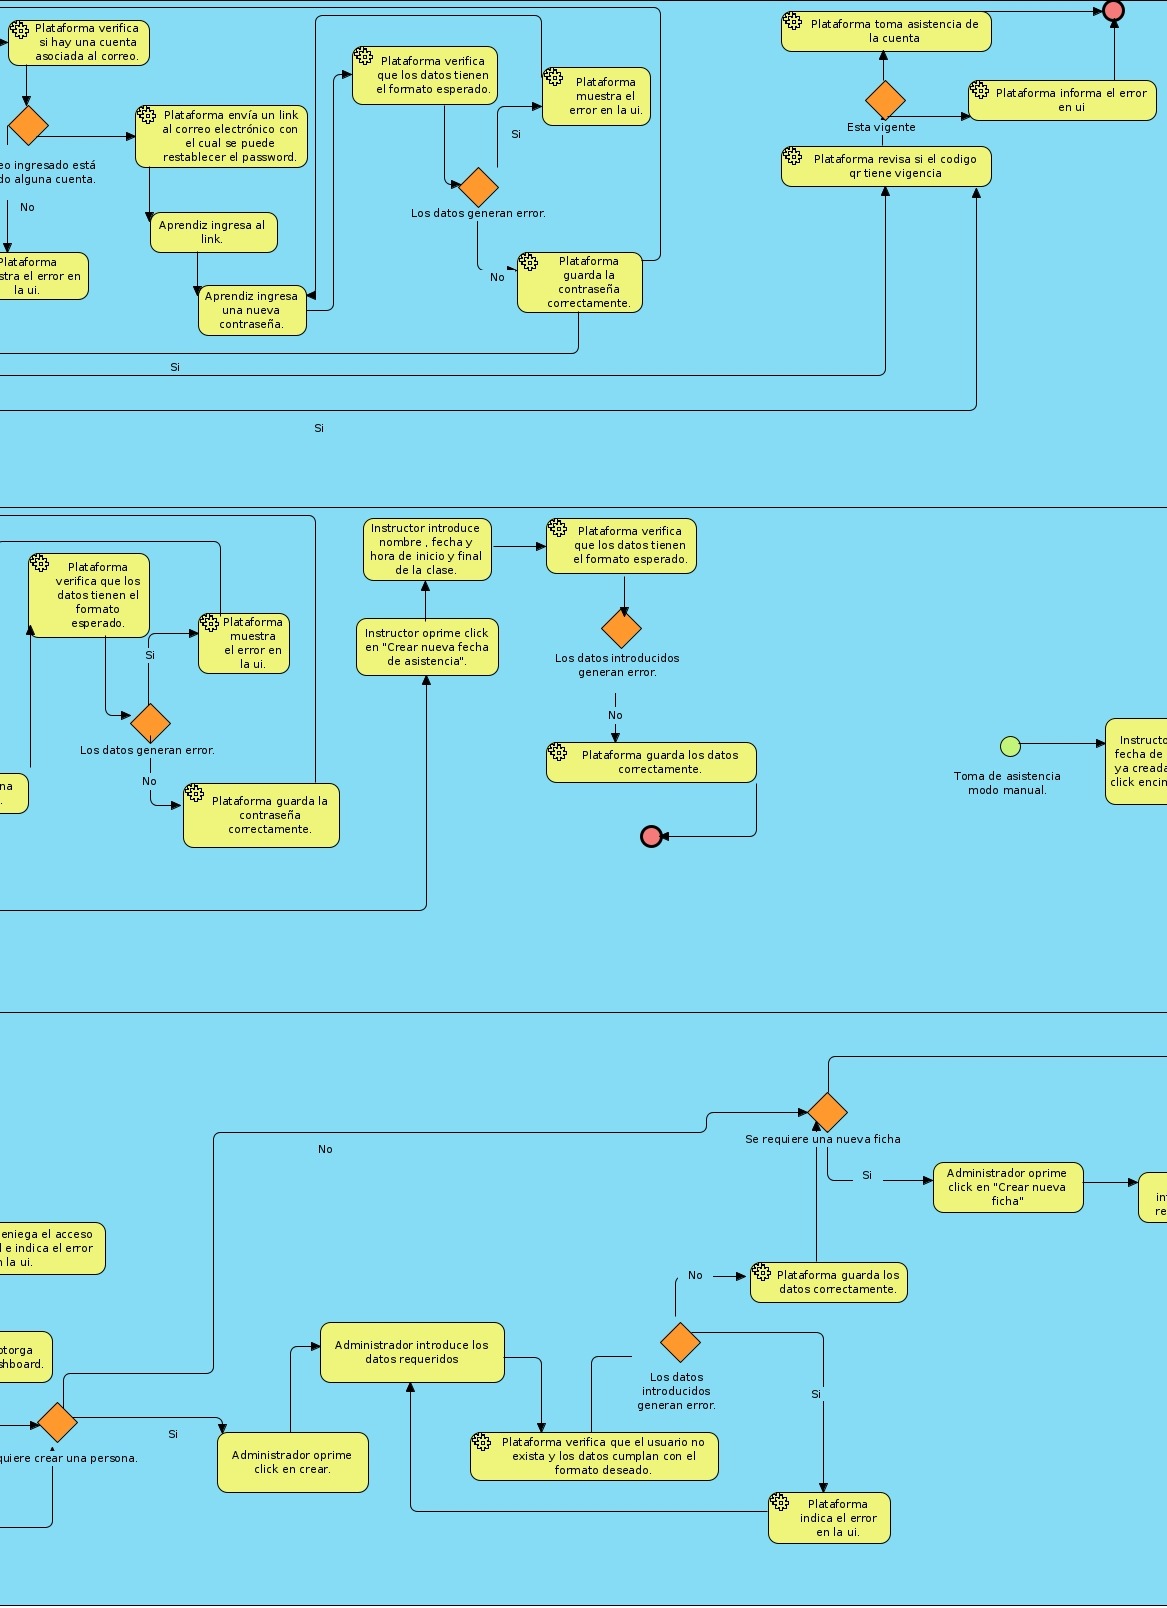 Plataforma verifica
si hay una cuenta
asociada al correo.
Plataforma envía un link
al correo electrónico con
el cual se puede
restablecer el password.
eo ingresado está
do alguna cuenta.
No
Plataforma
stra el error en
la ui.
Aprendiz ingresa al
link.
Aprendiz ingresa
una nueva
contraseña.
Plataforma verifica
que los datos tienen
el formato esperado.
Plataforma
muestra el
error en la ui.
Si
Los datos generan error.
No
Plataforma
guarda la
contraseña
correctamente.
Si
Si
Plataforma toma asistencia de
la cuenta
Plataforma informa el error
en ui
Esta vigente
Plataforma revisa si el codigo
qr tiene vigencia
Plataforma
verifica que los
datos tienen el
formato
esperado.
Plataforma
muestra
el error en
la ui.
Si
Los datos generan error.
No
na
.
Plataforma guarda la
contraseña
correctamente.
Instructor introduce
nombre , fecha y
hora de inicio y final
de la clase.
Plataforma verifica
que los datos tienen
el formato esperado.
Instructor oprime click
en "Crear nueva fecha
de asistencia".
Los datos introducidos
generan error.
No
Plataforma guarda los datos
correctamente.
Toma de asistencia
modo manual.
Instructo
fecha de
ya creada
click encin
No
Se requiere una nueva ficha
Si
Administrador oprime
click en "Crear nueva
ficha"
in
re
eniega el acceso
l e indica el error
n la ui.
otorga
shboard.
quiere crear una persona.
Si
Administrador oprime
click en crear.
Administrador introduce los
datos requeridos
Plataforma verifica que el usuario no
exista y los datos cumplan con el
formato deseado.
No
Plataforma guarda los
datos correctamente.
Los datos
introducidos
generan error.
Si
Plataforma
indica el error
en la ui.